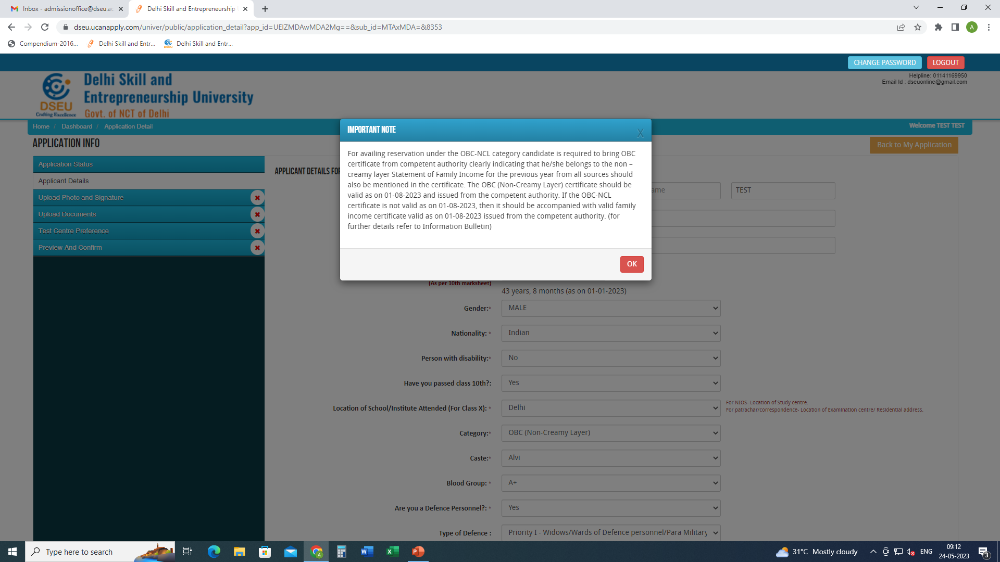 Inbox - admissionoffice@dseu.ac
Delhi Skill and Entrepreneurship
dseu.ucanapply.com/univer/public/application_detail?app_id=UEIZMDAwMDA2Mg==&sub_id=MTAxMDA=&8353
A
Compendium-2016...
Delhi Skill and Entr...
Delhi Skill and Entr...
CHANGE PASSWORD
LOGOUT
Helpline: 01141169950
Email Id : dseuonline@gmail.com
DSEU
Crafting Excellence
Delhi Skill and
Entrepreneurship University
Govt. of NCT of Delhi
Home / Dashboard / Application Detail
Welcome TEST TEST
APPLICATION INFO
Back to My Application
Application Status
Applicant Details
Upload Photo and Signature
Upload Documents
Test Centre Preference
Preview And Confirm
APPLICANT DETAILS FOR
IMPORTANT NOTE
X
For availing reservation under the OBC-NCL category candidate is required to bring OBC
certificate from competent authority clearly indicating that he/she belongs to the non –
creamy layer Statement of Family Income for the previous year from all sources should
also be mentioned in the certificate. The OBC (Non-Creamy Layer) certificate should be
valid as on 01-08-2023 and issued from the competent authority. If the OBC-NCL
certificate is not valid as on 01-08-2023, then it should be accompanied with valid family
income certificate valid as on 01-08-2023 issued from the competent authority. (for
further details refer to Information Bulletin)
OK
TEST
(As per 10th marksheet)
43 years, 8 months (as on 01-01-2023)
Gender:* MALE
Nationality: * Indian
Person with disability:* No
Have you passed class 10th?: Yes
Location of School/Institute Attended (For Class X): * Delhi
For NIOS- Location of Study centre.
For patrachar/correspondence- Location of Examination centre/ Residential address.
Category:* OBC (Non-Creamy Layer)
Caste:* Alvi
Blood Group: * A+
Are you a Defence Personnel?: * Yes
Type of Defence : Priority I - Widows/Wards of Defence personnel/Para Military
Type here to search
31°C Mostly cloudy
ENG
09:12
24-05-2023
3